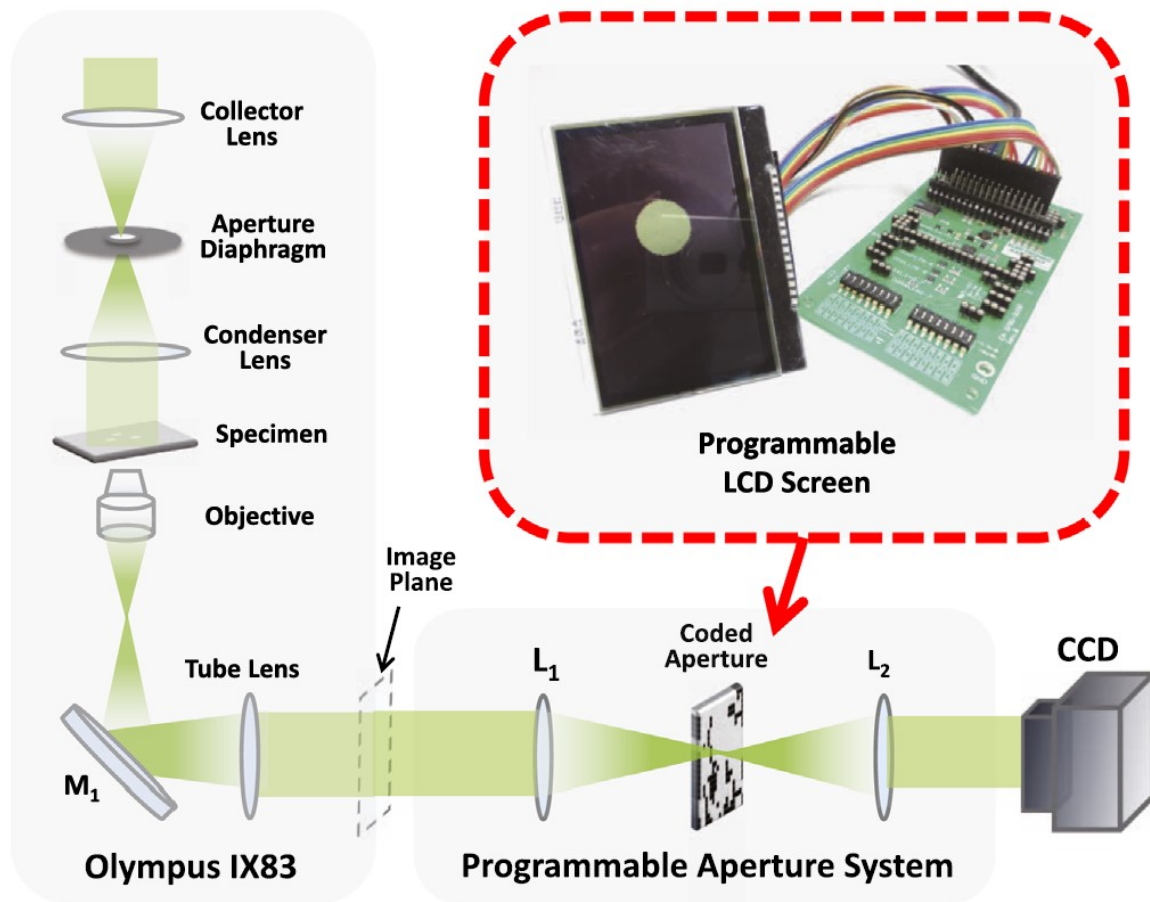 Collector
Lens
Aperture
Diaphragm
Condenser
Lens
Specimen
Objective
Image
Plane
Tube Lens
M1
Olympus IX83
Programmable
LCD Screen
L1
Coded
Aperture
L2
CCD
Programmable Aperture System